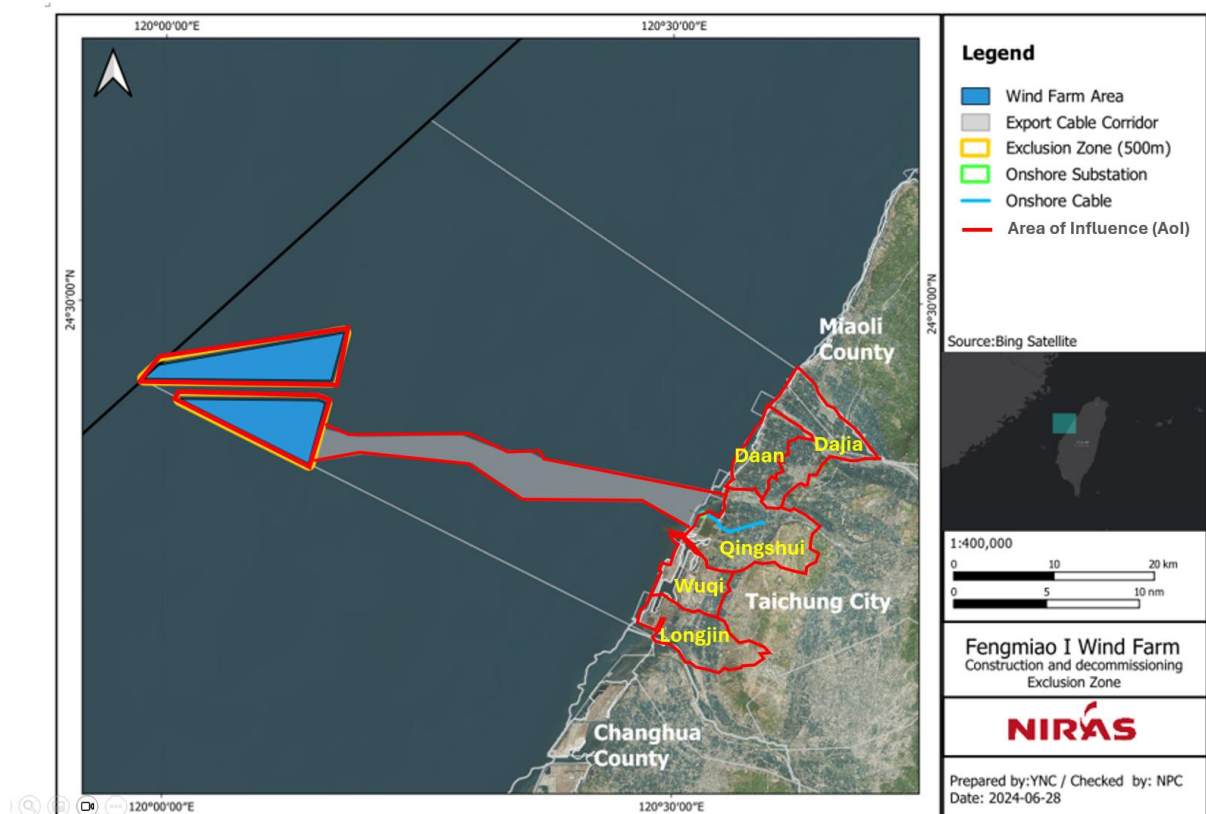 120°00'00"E
120°30'00"E
24°30'00"N
24°30'00"N
Miaoli
County
Dajia
Daan
Qingshui
Wuqi
Taichung City
Longjin
Changhua
County
120°00'00"E
120°30'00"E
Legend
Wind Farm Area
Export Cable Corridor
Exclusion Zone (500m)
Onshore Substation
Onshore Cable
Area of Influence (AoI)
Source:Bing Satellite
1:400,000
0 10 20 km
0 5 10 nm
Fengmiao I Wind Farm
Construction and decommissioning
Exclusion Zone
NIRAS
Prepared by:YNC / Checked by: NPC
Date: 2024-06-28